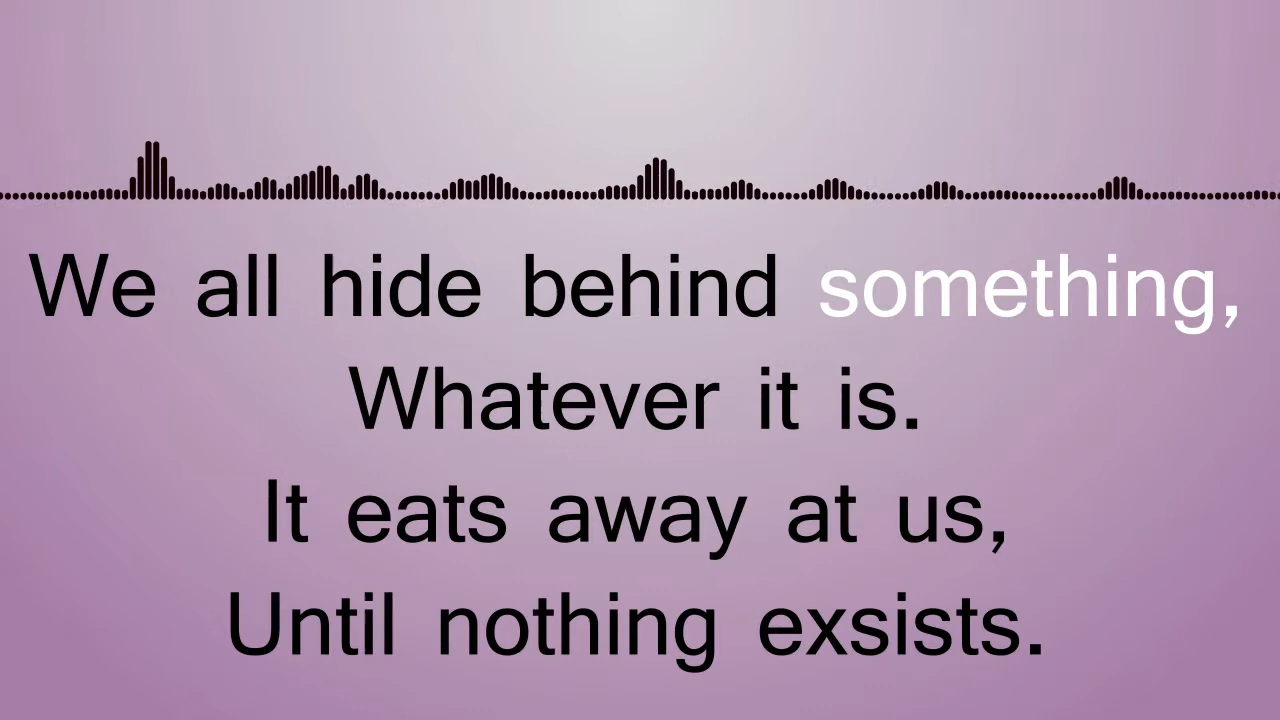 We all hide behind something,
Whatever it is.
It eats away at us,
Until nothing exsists.